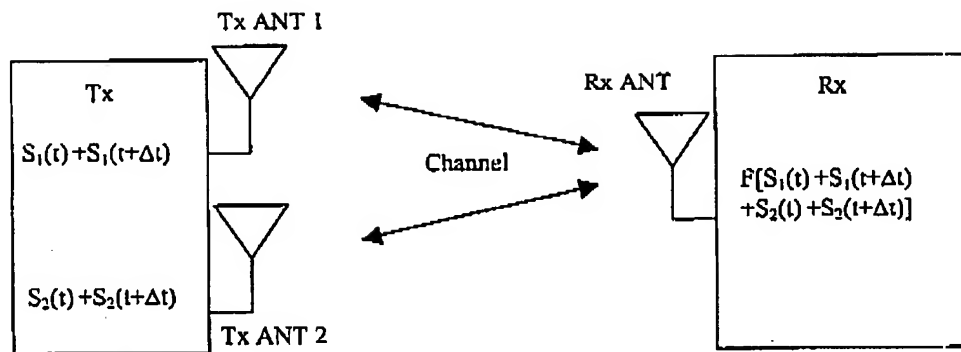 Tx ANT 1
Tx
S₁(t)+S₁(t+Δt)
S₂(t)+S₂(t+Δt)
Tx ANT 2
Channel
Rx ANT
Rx
F[S₁(t)+S₁(t+Δt)
+S₂(t)+S₂(t+Δt)]